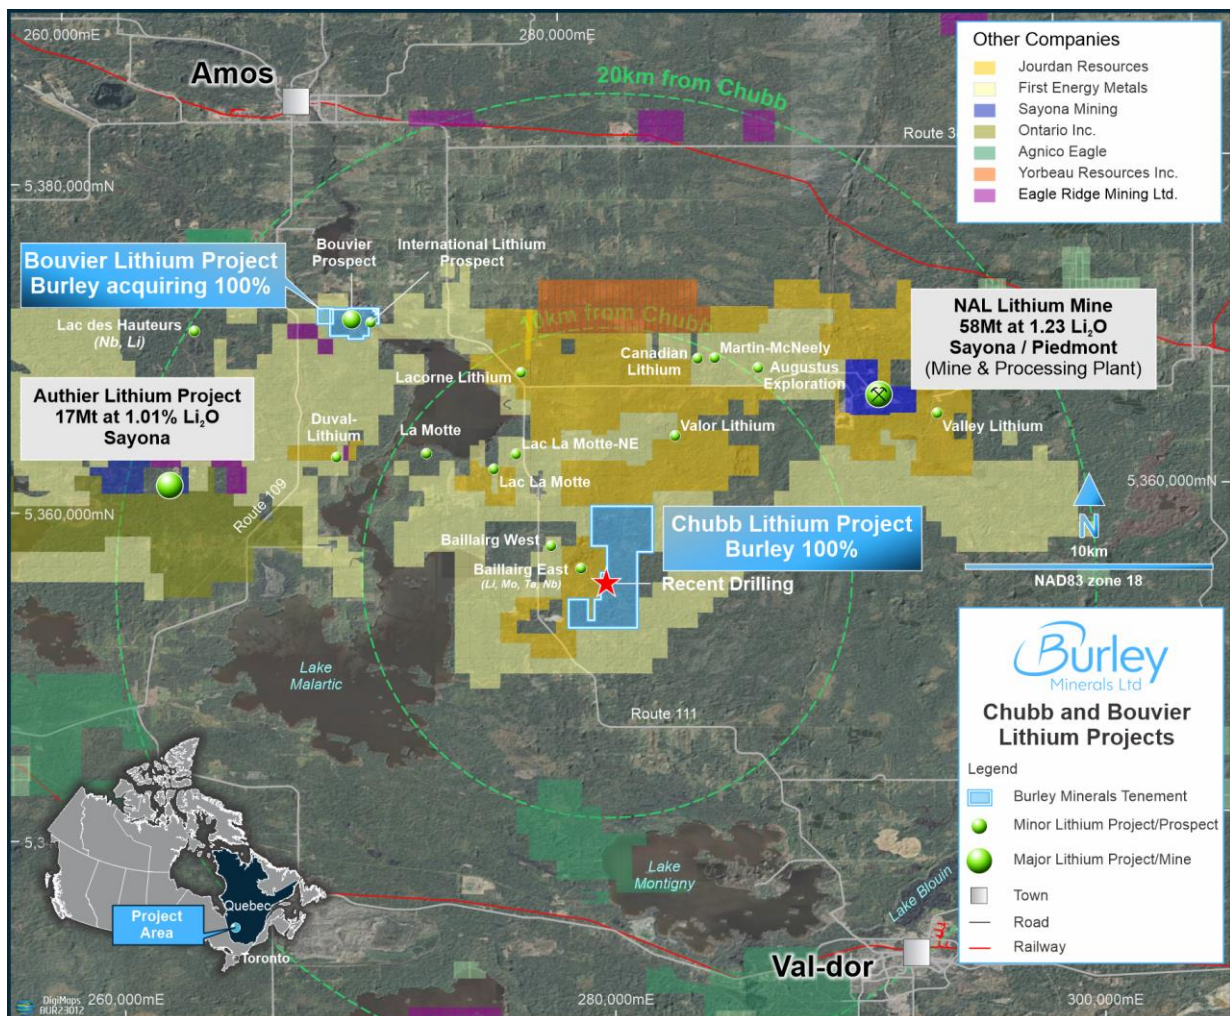 260,000mE
280,000mE
Amos
20km from Chubb
Route 3
5,380,000mN
Other Companies
Jourdan Resources
First Energy Metals
Sayona Mining
Ontario Inc.
Agnico Eagle
Yorbeau Resources Inc.
Eagle Ridge Mining Ltd.
Bouvier Lithium Project
Burley acquiring 100%
Bouvier
Prospect
International Lithium
Prospect
Lac des Hauteurs
(Nb, Li)
10km from Chubb
NAL Lithium Mine
58Mt at 1.23 Li₂O
Sayona / Piedmont
(Mine & Processing Plant)
Canadian
Lithium
Martin-McNeely
Augustus
Exploration
Lacorne Lithium
Authier Lithium Project
17Mt at 1.01% Li₂O
Sayona
Duval-
Lithium
La Motte
Lac La Motte-NE
Lac La Motte
Valor Lithium
Valley Lithium
Route 109
5,360,000mN
5,360,000mN
Chubb Lithium Project
Burley 100%
Baillairg West
Baillairg East
(Li, Mo, Ta, Nb)
Recent Drilling
N
10km
NAD83 zone 18
Lake
Malartic
Route 111
Burley
Minerals Ltd
Chubb and Bouvier
Lithium Projects
Legend
Burley Minerals Tenement
Minor Lithium Project/Prospect
Major Lithium Project/Mine
Town
Road
Railway
5,3
Quebec
Project
Area
Toronto
Lake
Montigny
Lake Blouin
Val-dor
DigiMaps
BUR23012
260,000mE
280,000mE
300,000mE